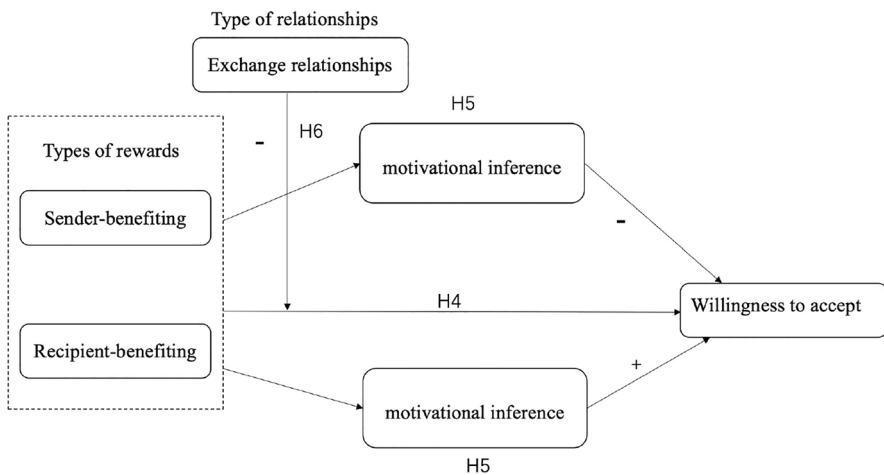 Type of relationships
Exchange relationships
H5
-
H6
Types of rewards
motivational inference
Sender-benefiting
-
H4
Willingness to accept
Recipient-benefiting
+
motivational inference
H5